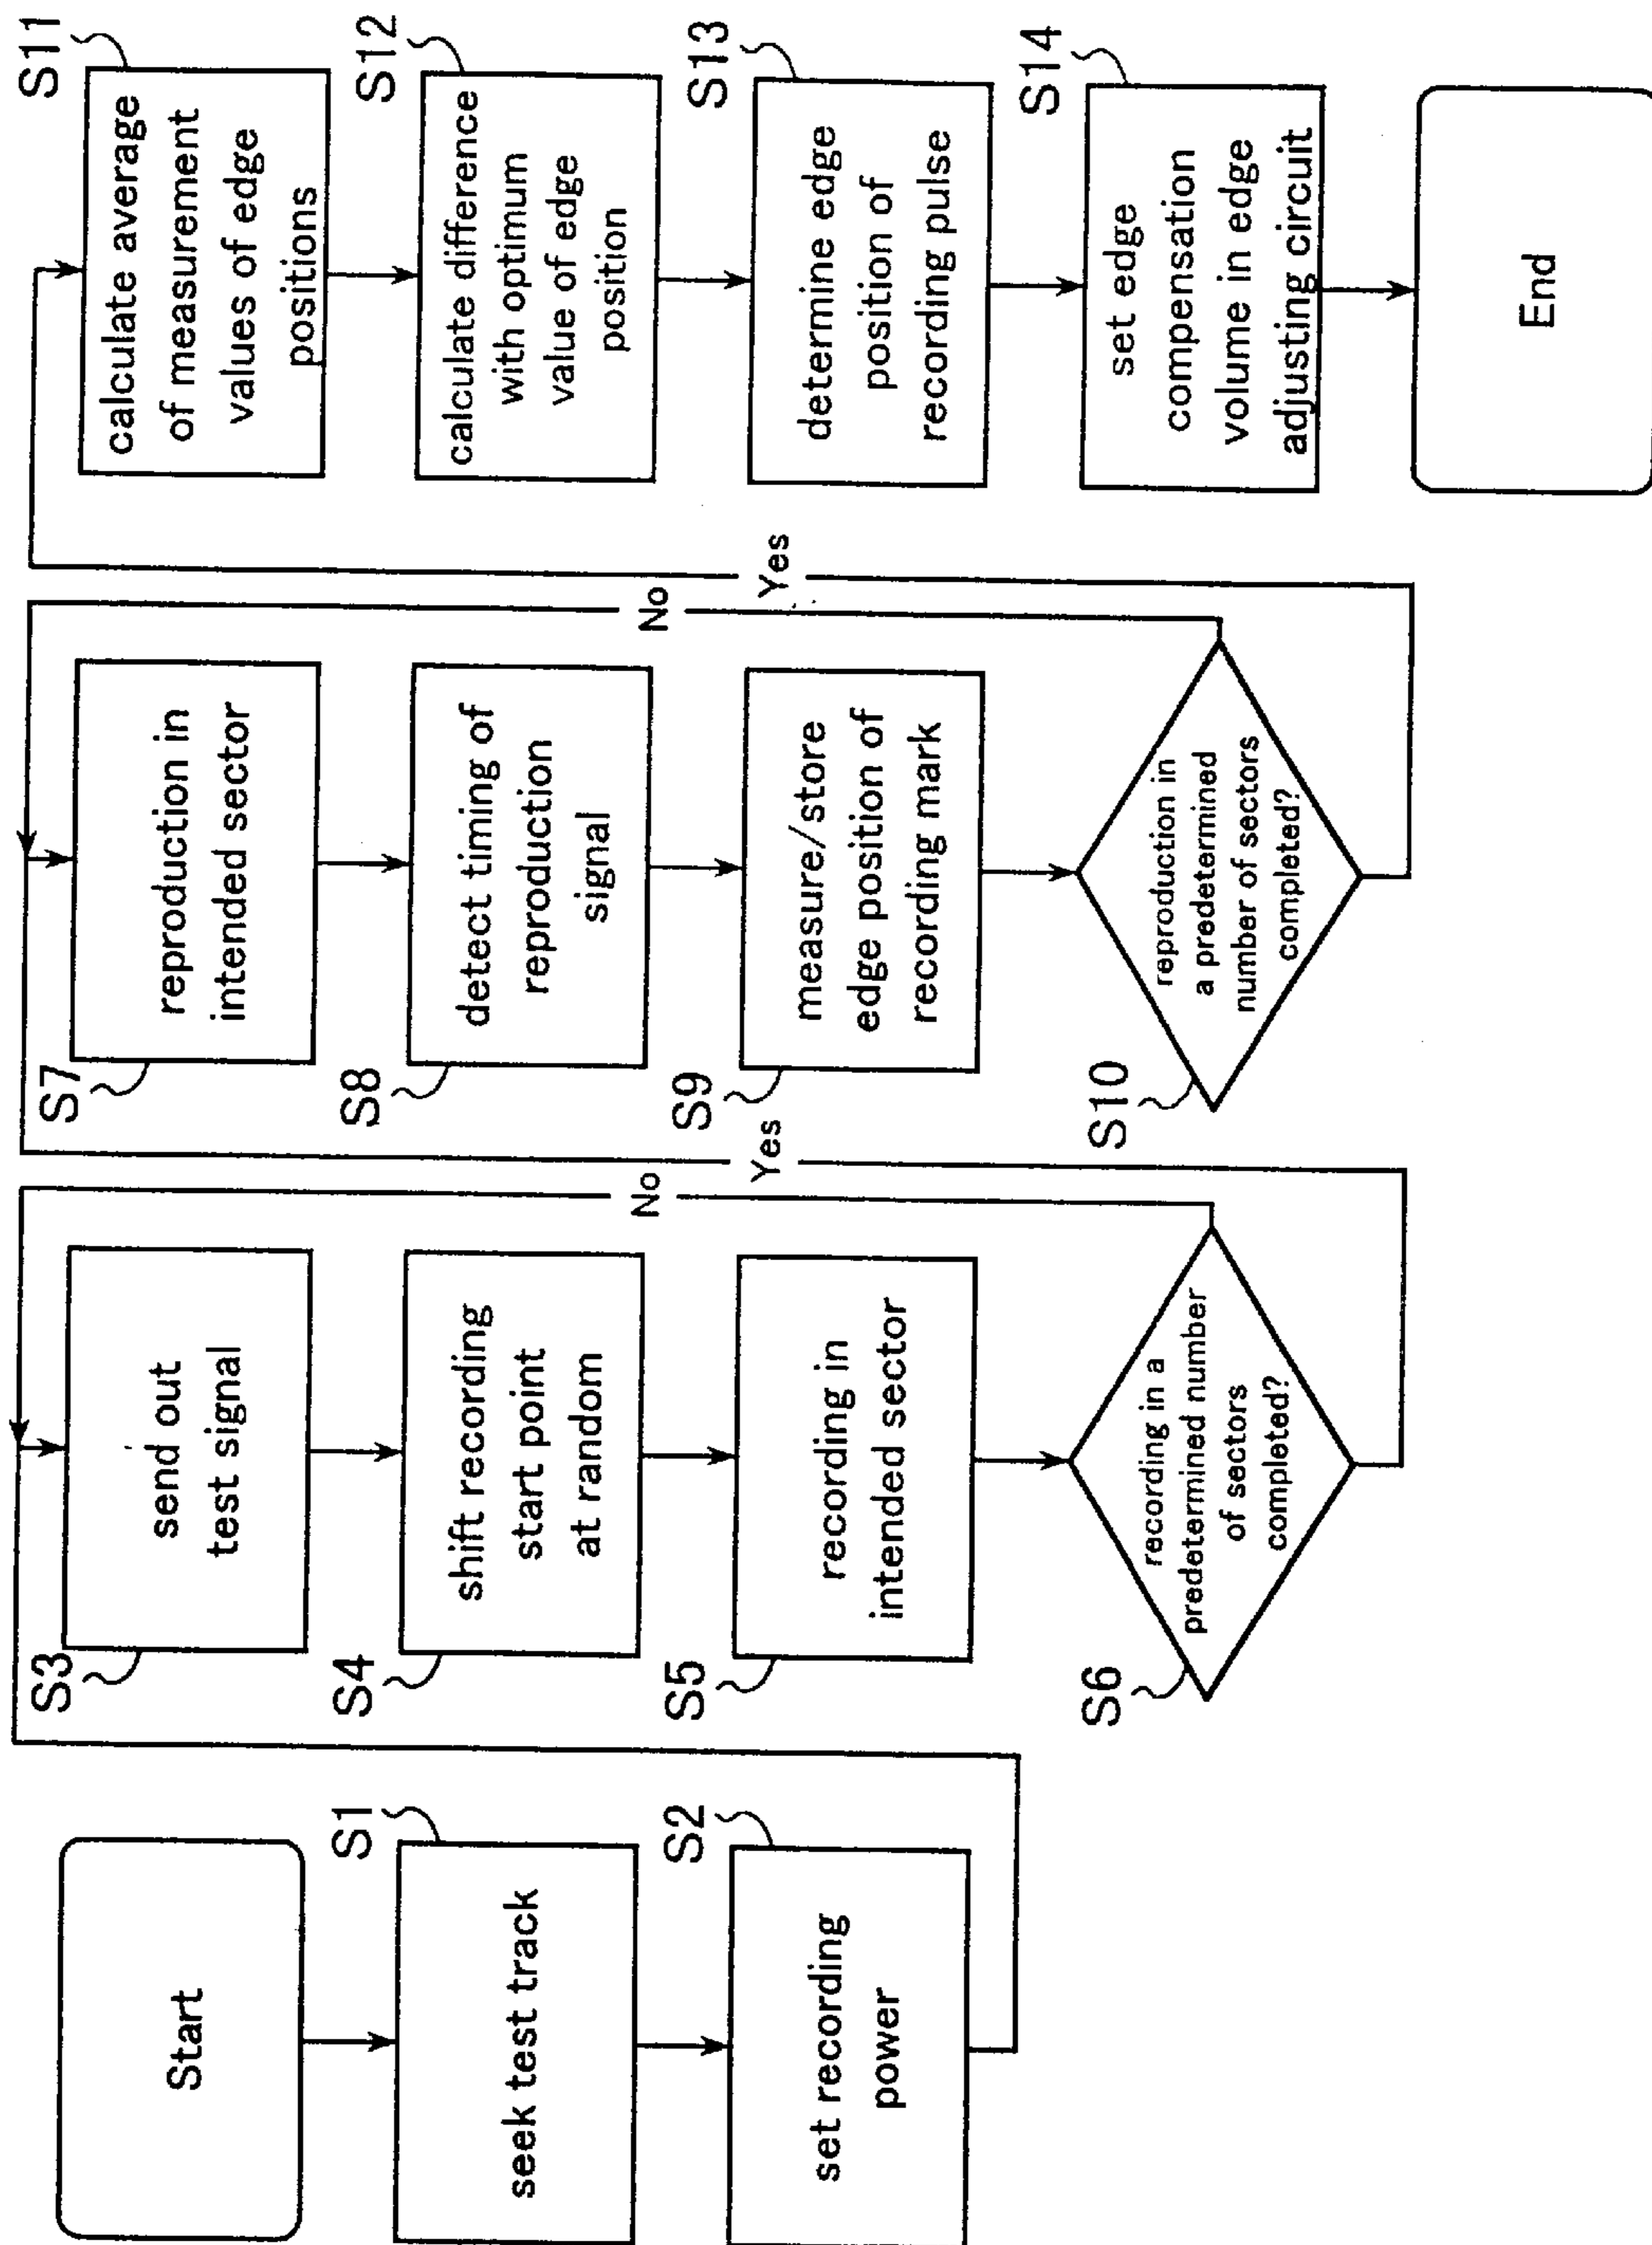 Start
S1
seek test track
S2
set recording
power
S3
send out
test signal
S4
shift recording
start point
at random
S5
recording in
intended sector
S6
recording in a
predetermined number
of sectors
completed?
No
Yes
S7
reproduction in
intended sector
S8
detect timing of
reproduction
signal
S9
measure/store
edge position of
recording mark
S10
reproduction in
a predetermined
number of sectors
completed?
No
Yes
S11
calculate average
of measurement
values of edge
positions
S12
calculate difference
with optimum
value of edge
position
S13
determine edge
position of
recording pulse
S14
set edge
compensation
volume in edge
adjusting circuit
End